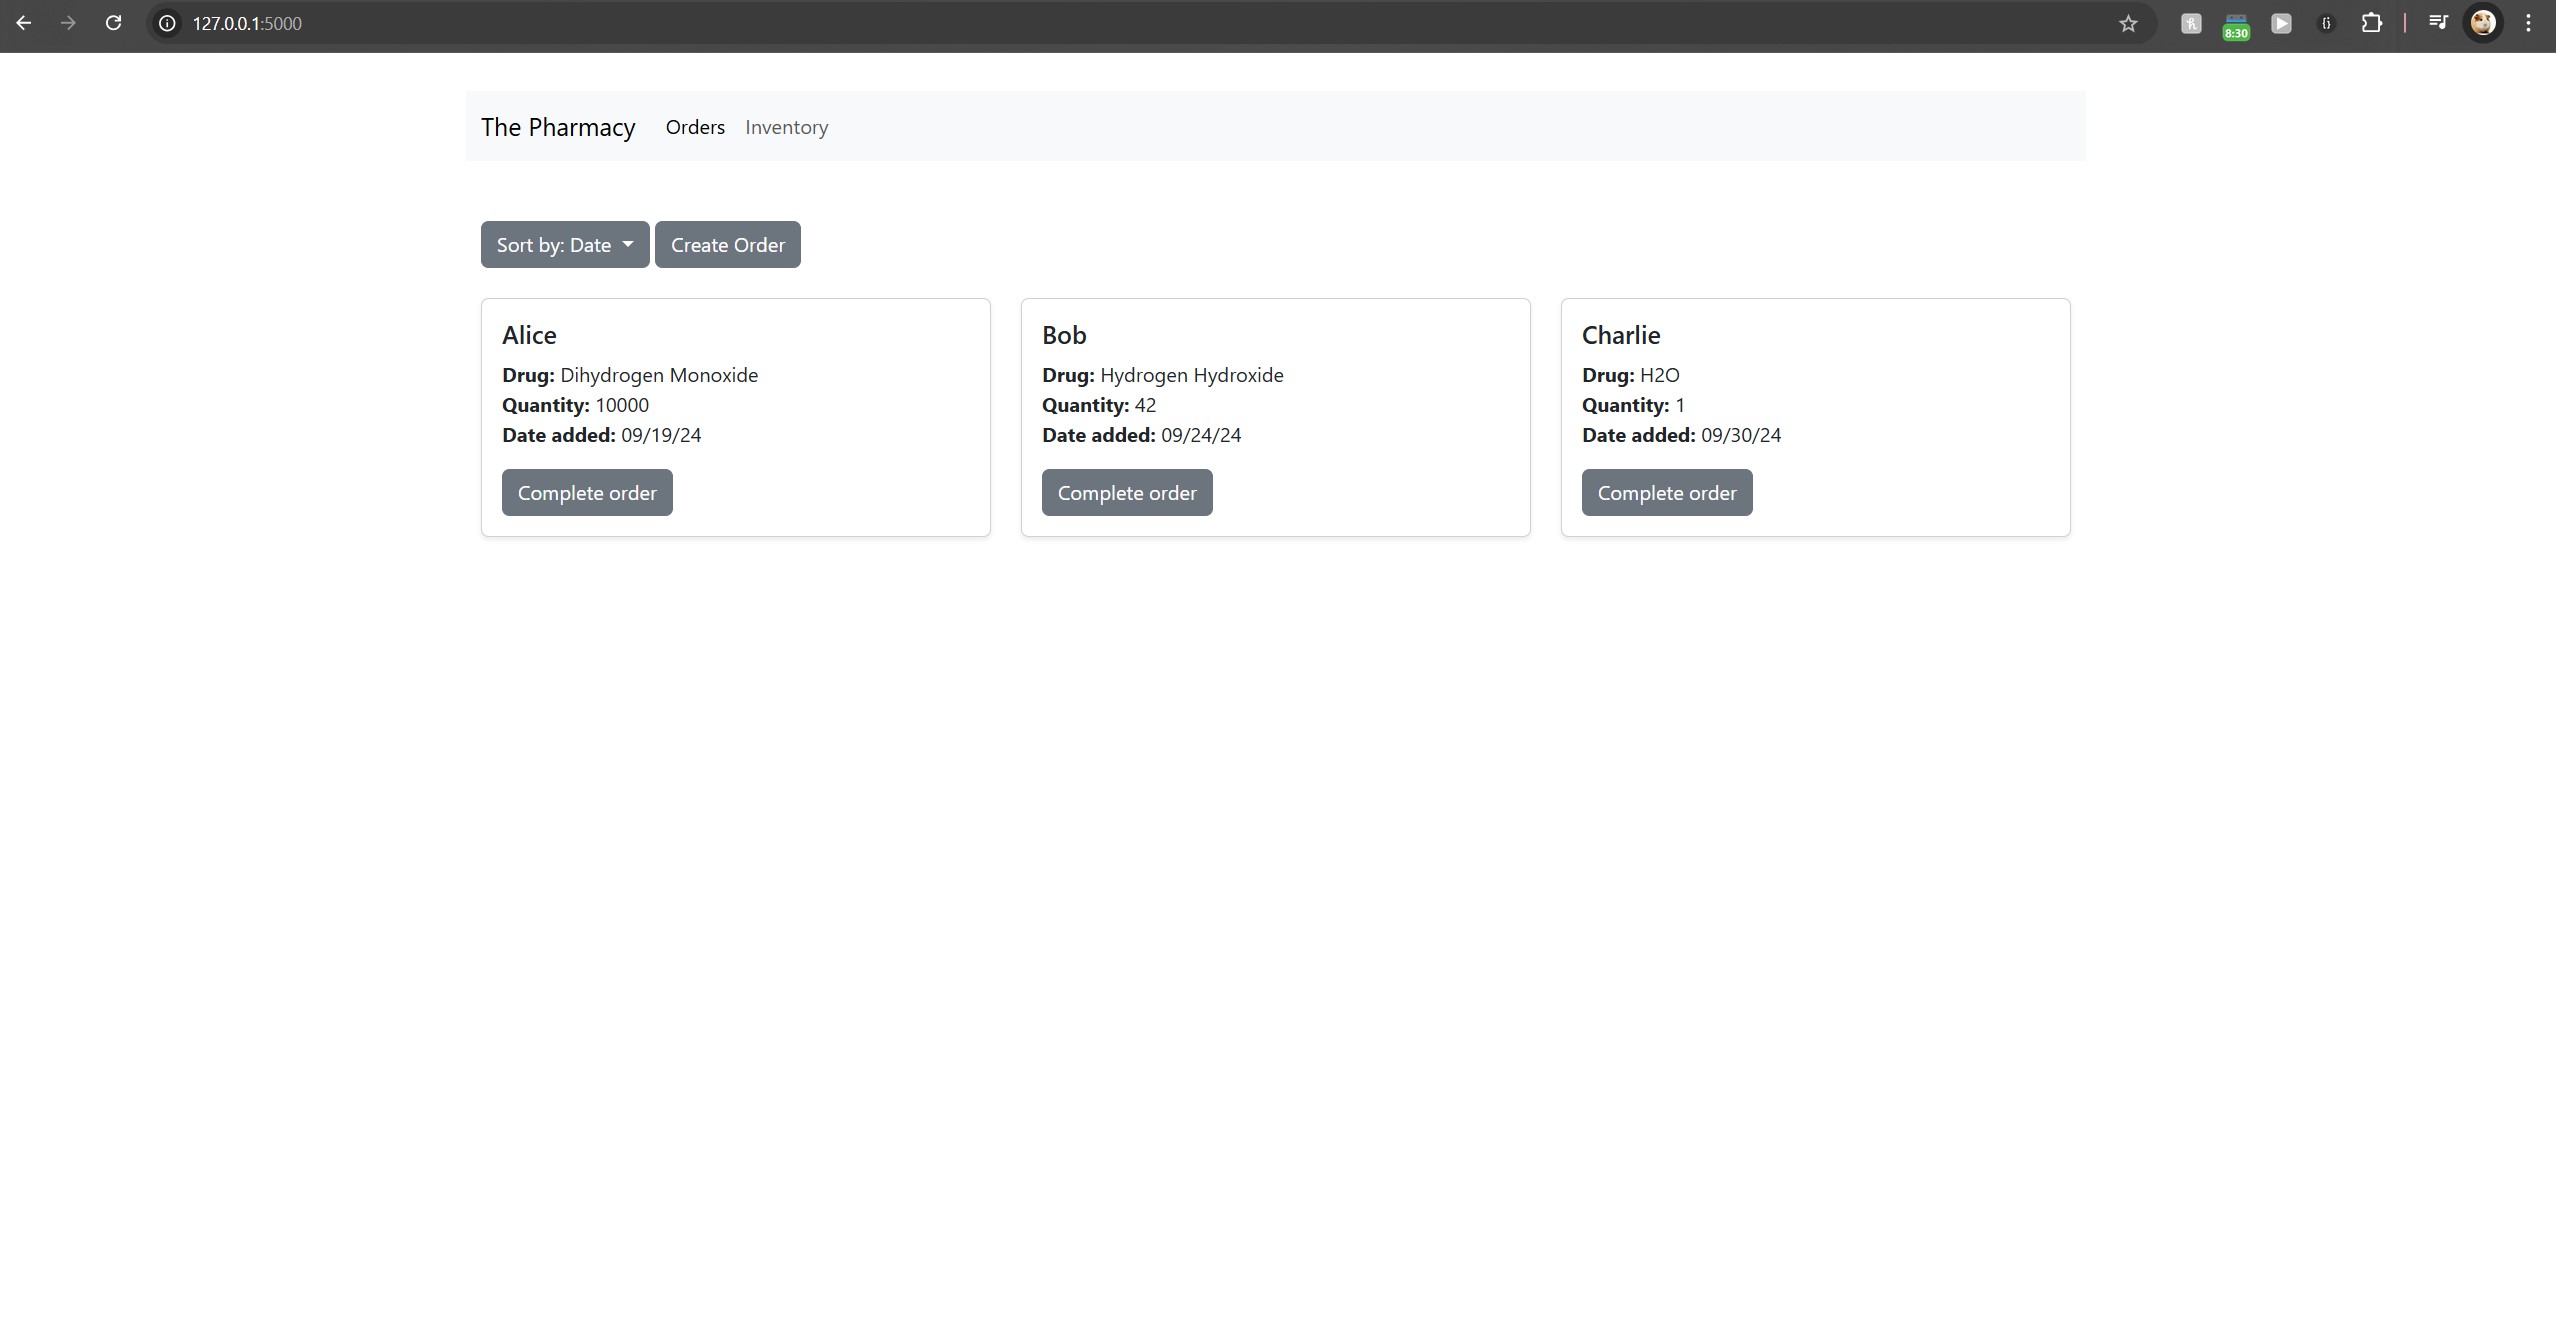 127.0.0.1:5000
8:30
The Pharmacy Orders Inventory
Sort by: Date Create Order
Alice
Drug: Dihydrogen Monoxide
Quantity: 10000
Date added: 09/19/24
Complete order
Bob
Drug: Hydrogen Hydroxide
Quantity: 42
Date added: 09/24/24
Complete order
Charlie
Drug: H2O
Quantity: 1
Date added: 09/30/24
Complete order